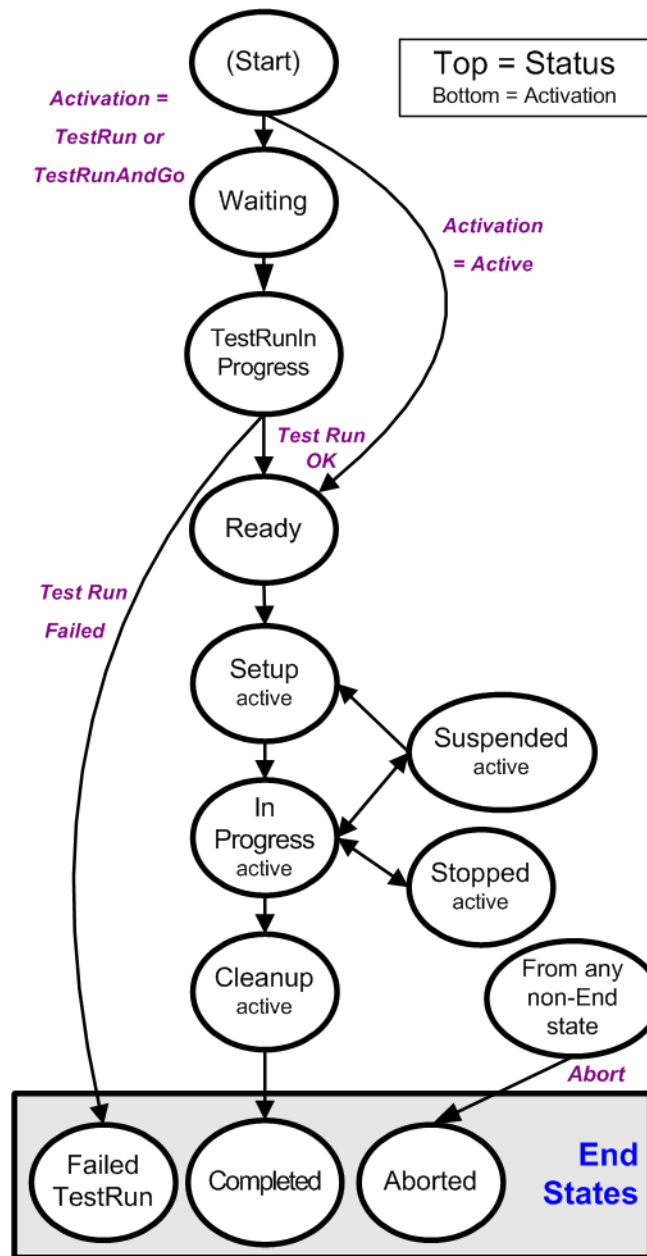 (Start)
Top = Status
Bottom = Activation
Activation =
TestRun or
TestRunAndGo
Waiting
Activation
= Active
TestRunIn
Progress
Test Run
OK
Ready
Test Run
Failed
Setup
active
Suspended
active
In
Progress
active
Stopped
active
Cleanup
active
From any
non-End
state
Abort
Failed
TestRun
Completed
Aborted
End
States